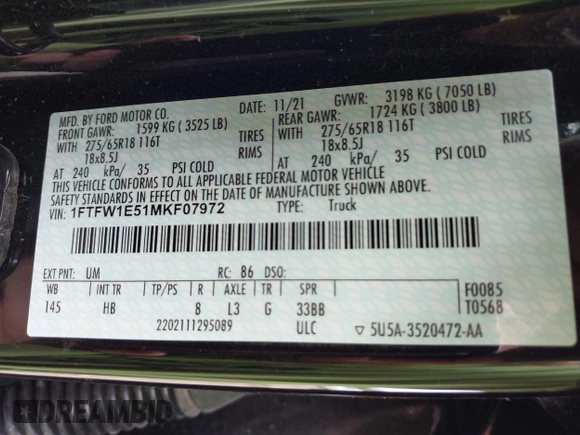 MFD. BY FORD MOTOR CO.
DATE: 11/21 GVWR: 3198 KG ( 7050 LB)
FRONT GAWR: 1599 KG ( 3525 LB) REAR GAWR: 1724 KG ( 3800 LB)
WITH 275/65R18 116T TIRES WITH 275/65R18 116T TIRES
18x8.5J RIMS 18x8.5J RIMS
AT 240 kPa/ 35 PSI COLD AT 240 kPa/ 35 PSI COLD
THIS VEHICLE CONFORMS TO ALL APPLICABLE FEDERAL MOTOR VEHICLE
SAFETY STANDARDS IN EFFECT ON THE DATE OF MANUFACTURE SHOWN ABOVE.
VIN: 1FTFW1E51MKF07972 TYPE: Truck
EXT PNT: UM RC: 86 DSO:
WB INT TR TP/PS R AXLE TR SPR F0085
145 HB 8 L3 G 33BB T0568
2202111295089 ULC 5U5A-3520472-AA
DREAMBID